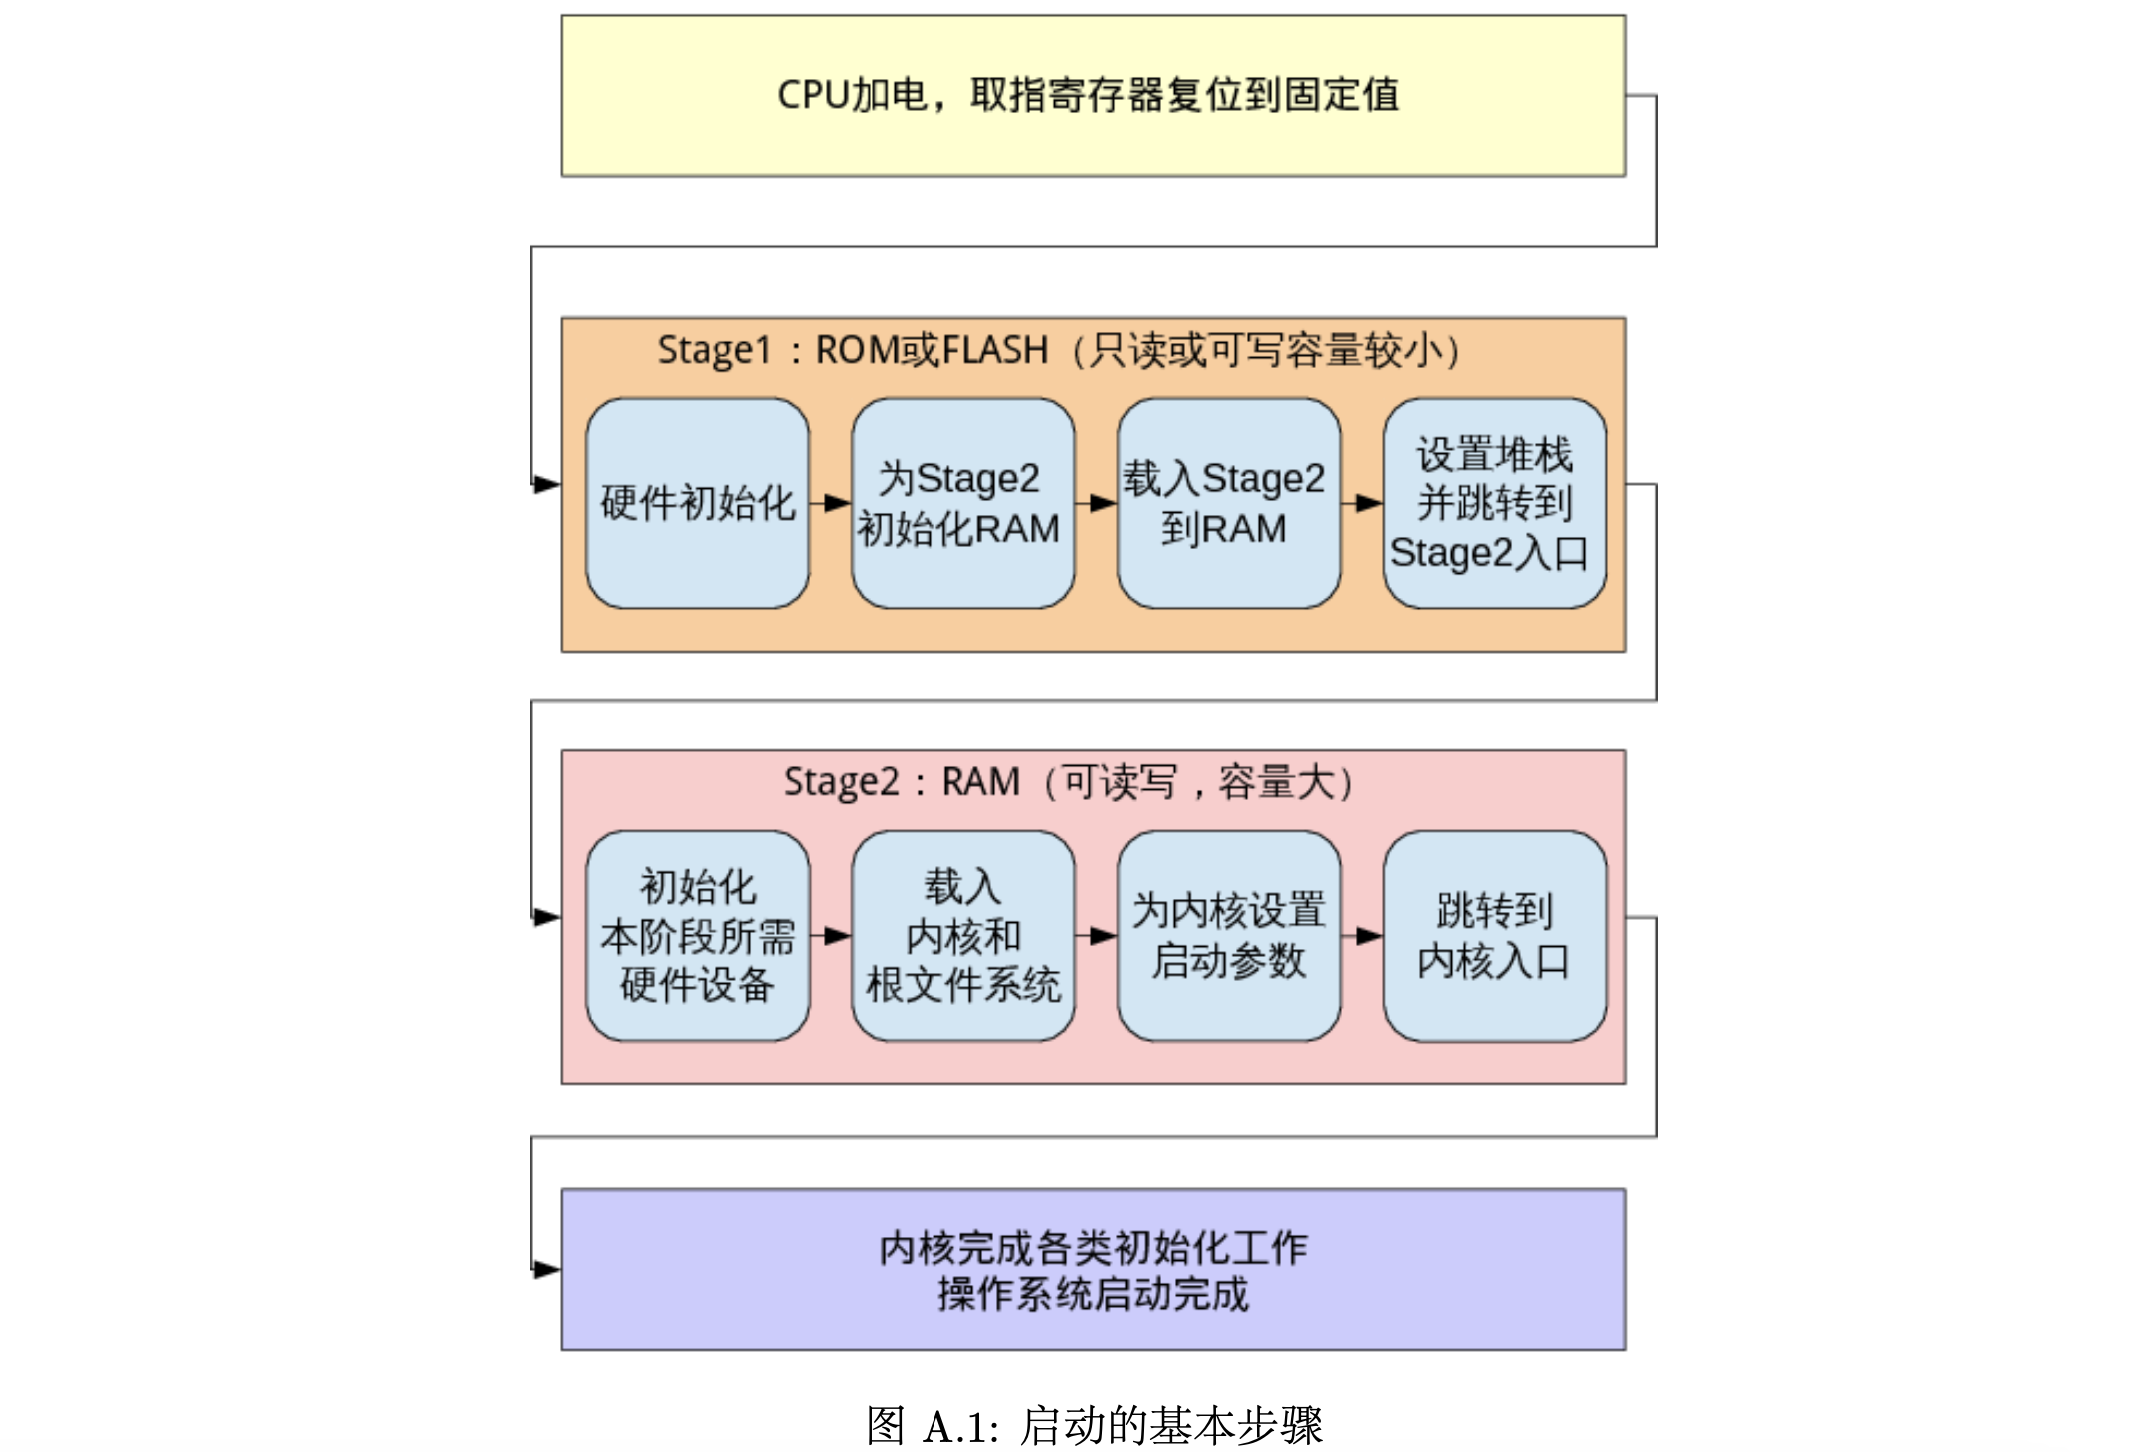 CPU加电，取指寄存器复位到固定值
Stage1：ROM或FLASH（只读或可写容量较小）
硬件初始化
为Stage2
初始化RAM
载入Stage2
到RAM
设置堆栈
并跳转到
Stage2入口
Stage2：RAM（可读写，容量大）
初始化
本阶段所需
硬件设备
载入
内核和
根文件系统
为内核设置
启动参数
跳转到
内核入口
内核完成各类初始化工作
操作系统启动完成
图 A.1: 启动的基本步骤